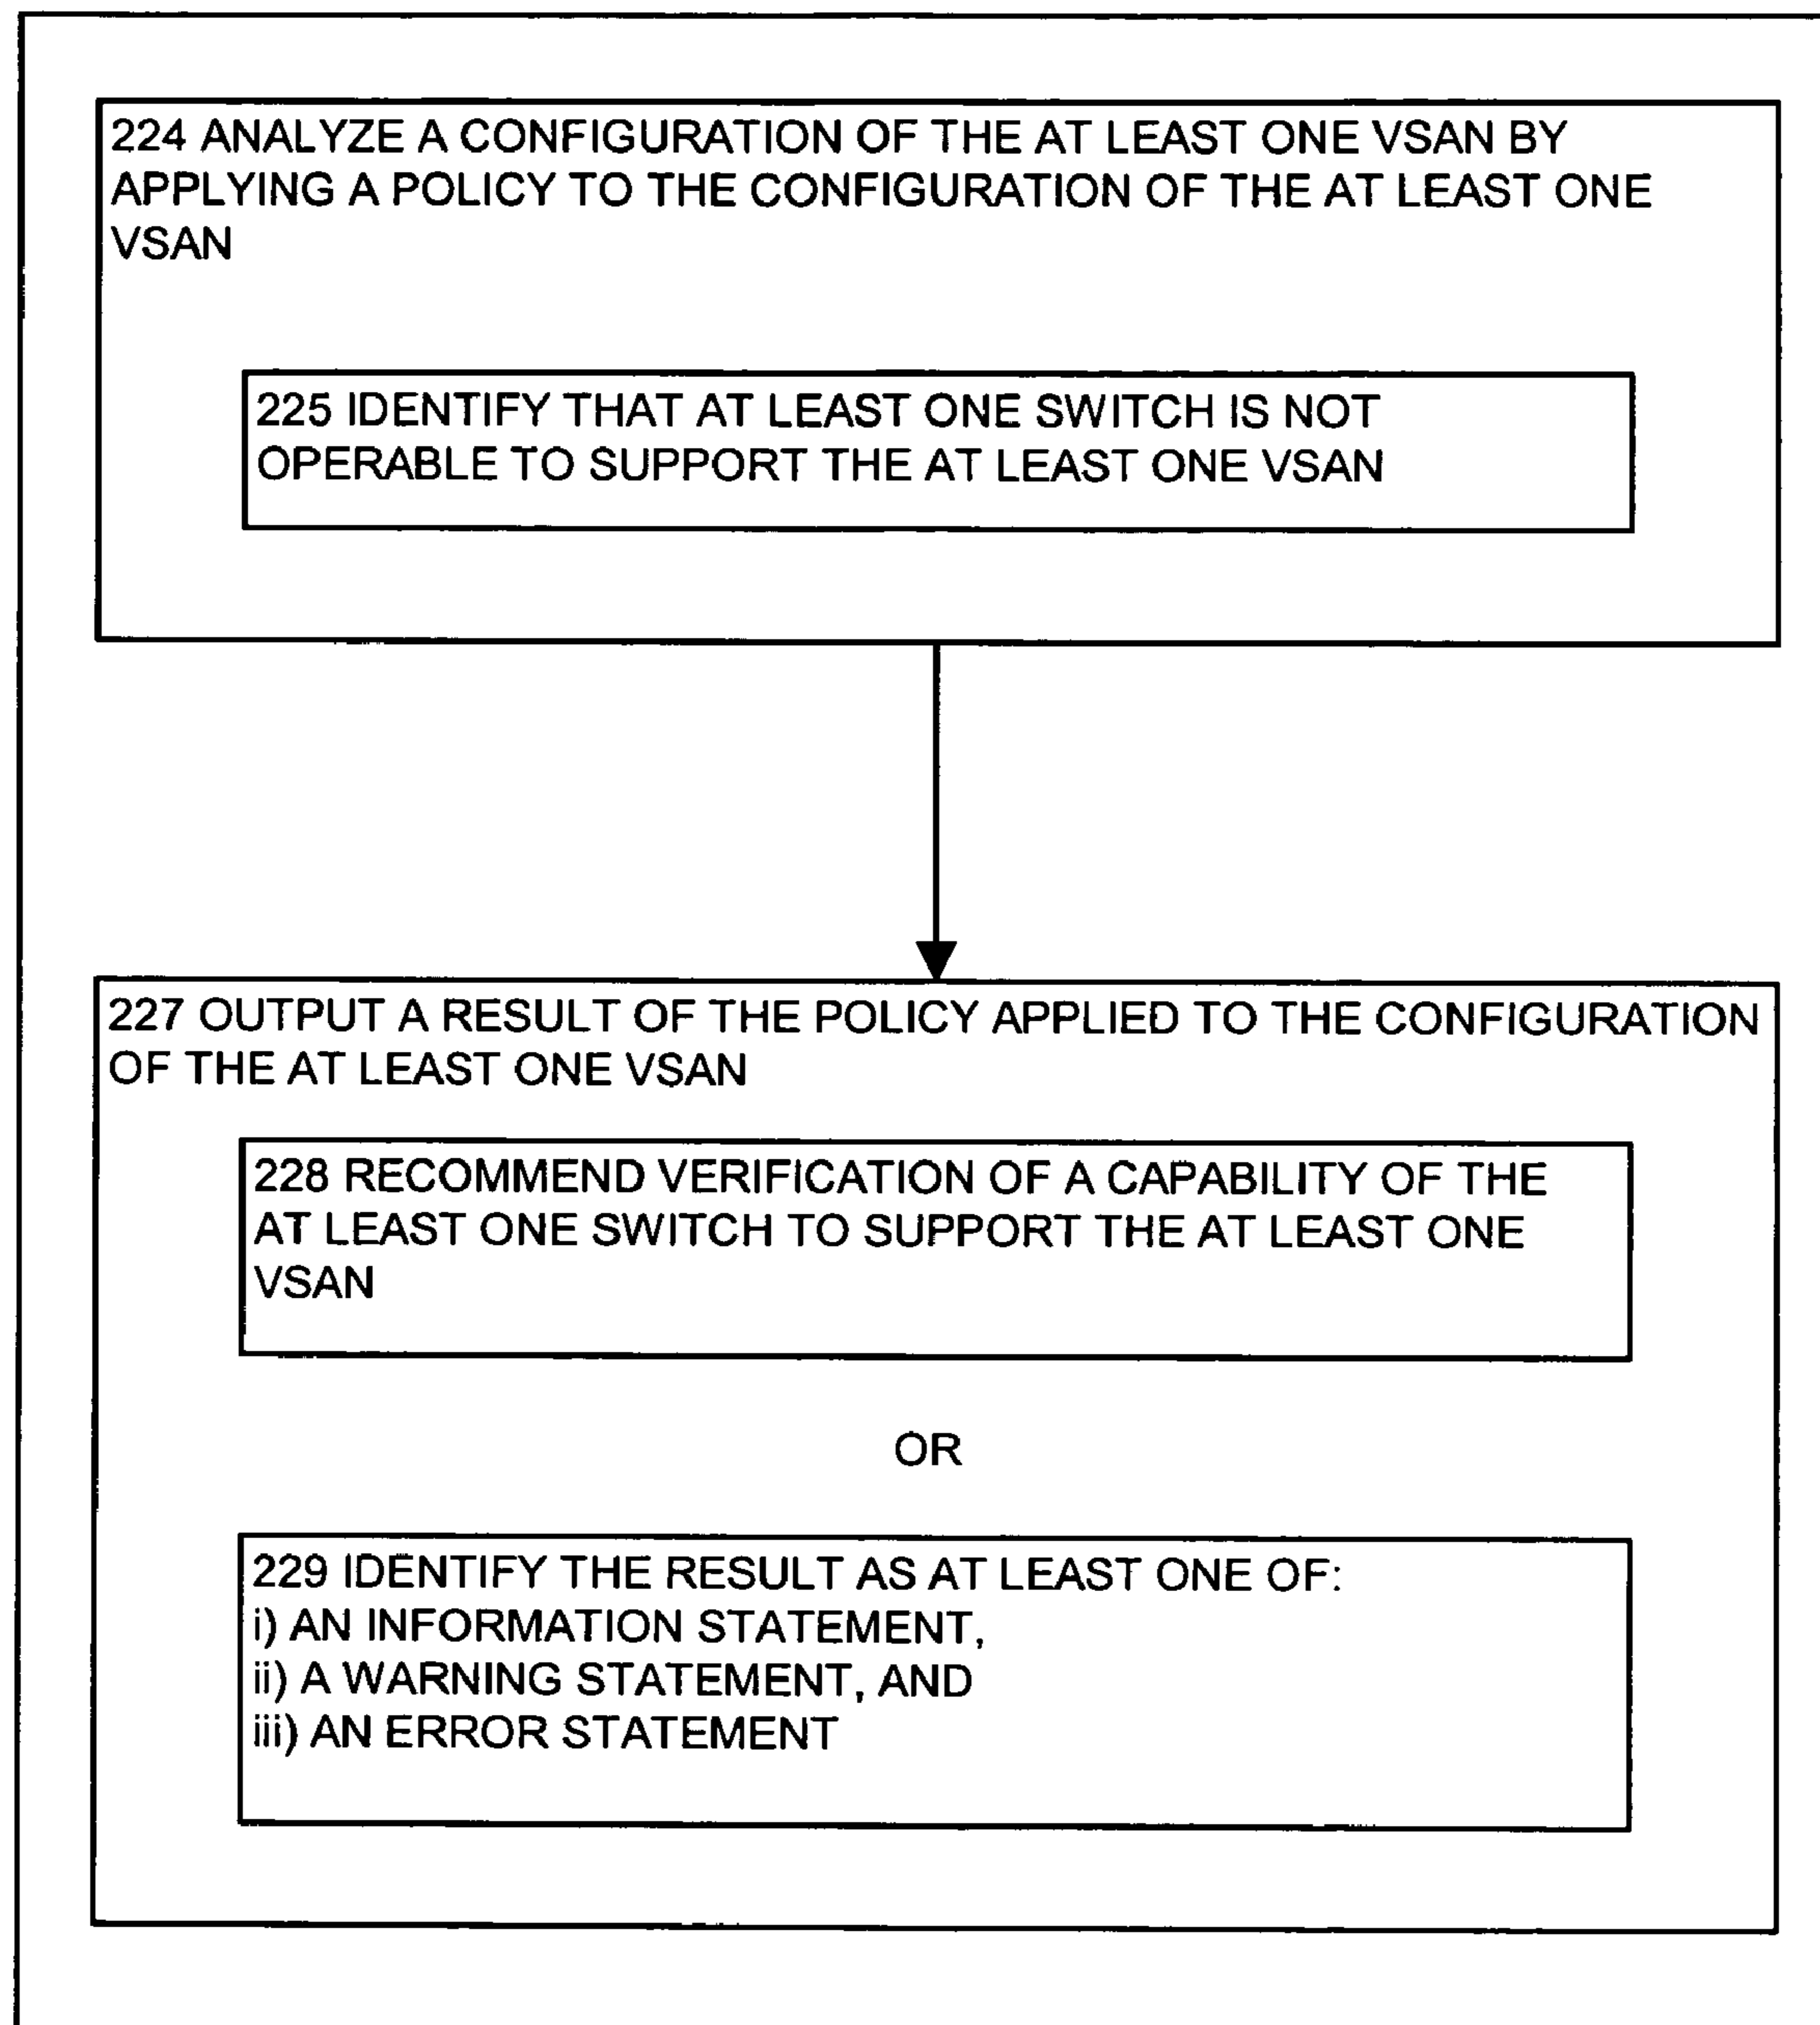 224 ANALYZE A CONFIGURATION OF THE AT LEAST ONE VSAN BY
APPLYING A POLICY TO THE CONFIGURATION OF THE AT LEAST ONE
VSAN
225 IDENTIFY THAT AT LEAST ONE SWITCH IS NOT
OPERABLE TO SUPPORT THE AT LEAST ONE VSAN
227 OUTPUT A RESULT OF THE POLICY APPLIED TO THE CONFIGURATION
OF THE AT LEAST ONE VSAN
228 RECOMMEND VERIFICATION OF A CAPABILITY OF THE
AT LEAST ONE SWITCH TO SUPPORT THE AT LEAST ONE
VSAN
OR
229 IDENTIFY THE RESULT AS AT LEAST ONE OF:
i) AN INFORMATION STATEMENT,
ii) A WARNING STATEMENT, AND
iii) AN ERROR STATEMENT